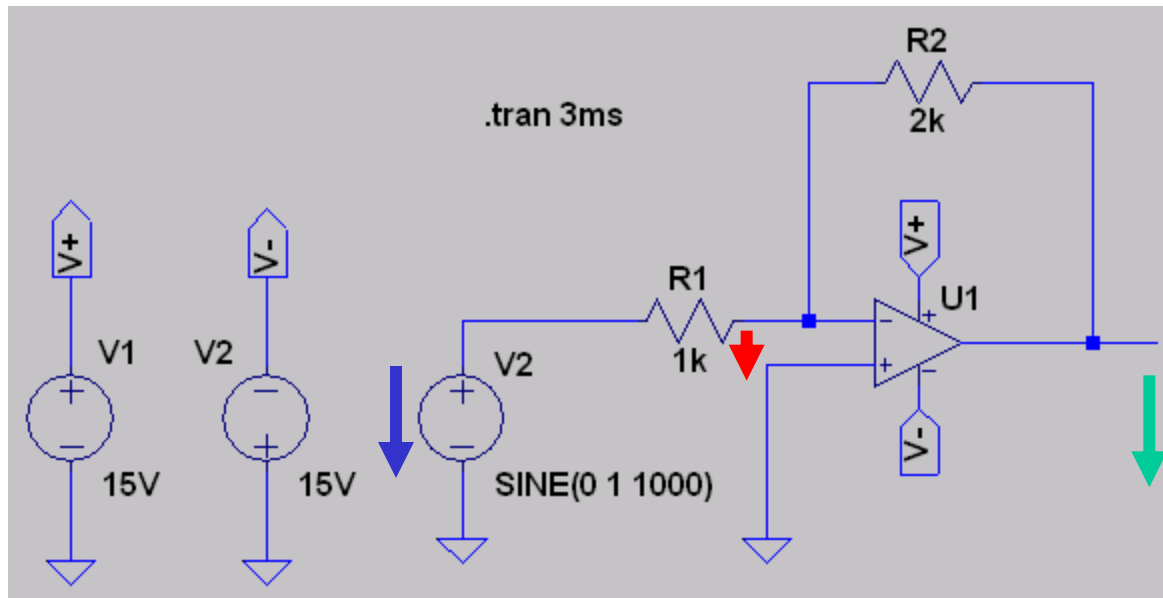 R2
2k
.tran 3ms
V+
V-
V+
R1
1k
U1
V1
V2
V2
15V
15V
SINE(0 1 1000)
V-